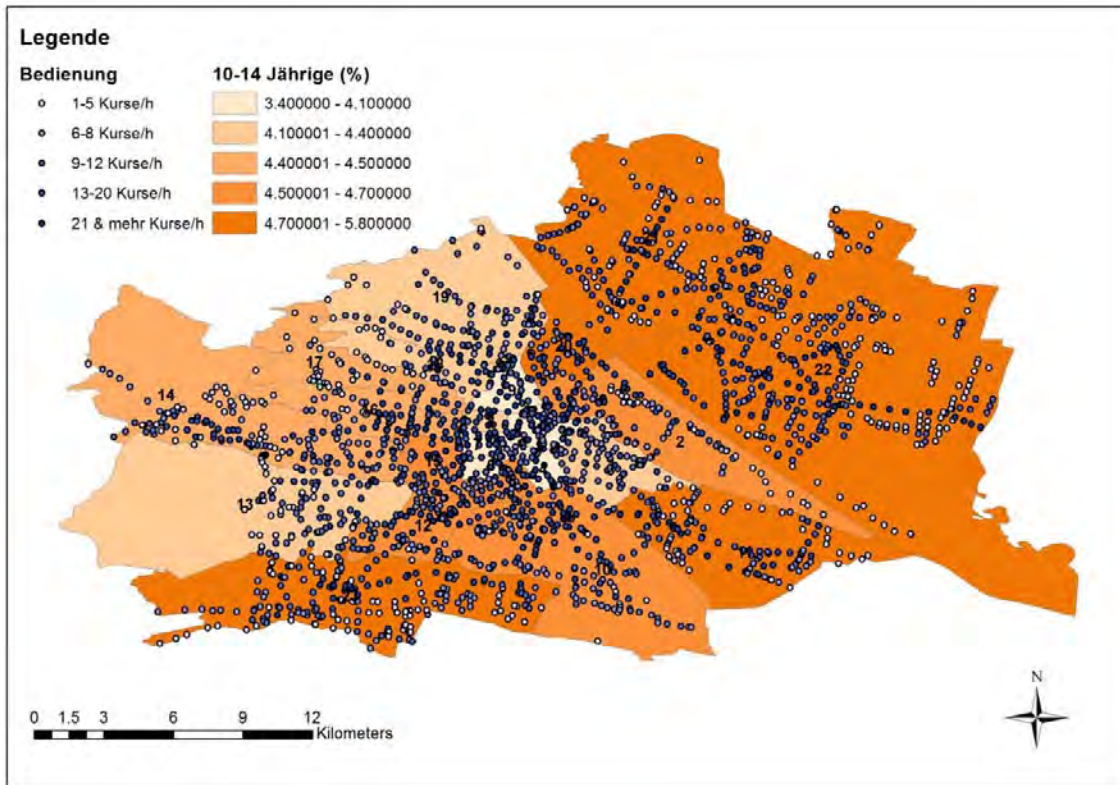 Legende
Bedienung
1-5 Kurse/h
6-8 Kurse/h
9-12 Kurse/h
13-20 Kurse/h
21 & mehr Kurse/h
10-14 Jährige (%)
3.400000 - 4.100000
4.100001 - 4.400000
4.400001 - 4.500000
4.500001 - 4.700000
4.700001 - 5.800000
19
17
22
14
2
13
12
N
0 1.5 3 6 9 12
Kilometers